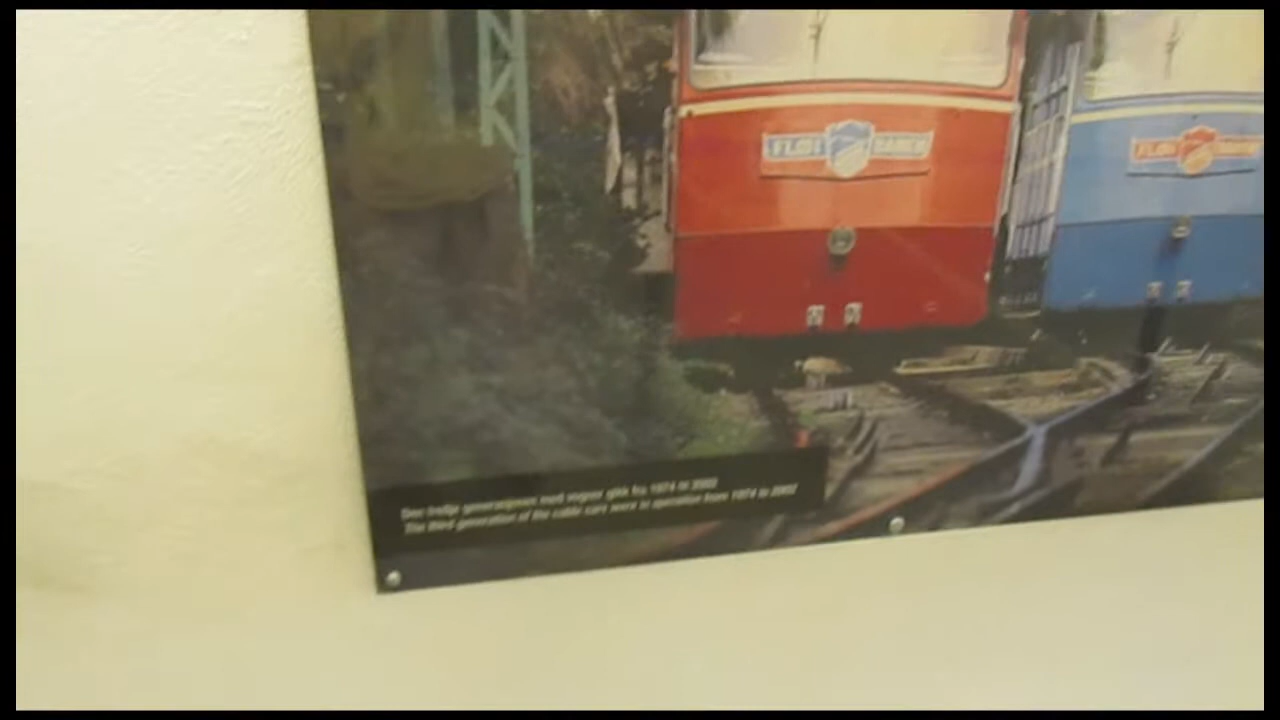 FLØI BANEN
FLØI BANEN
Den tredje generasjonen med vogner gikk fra 1974 til 2002
The third generation of the cable cars were in operation from 1974 to 2002